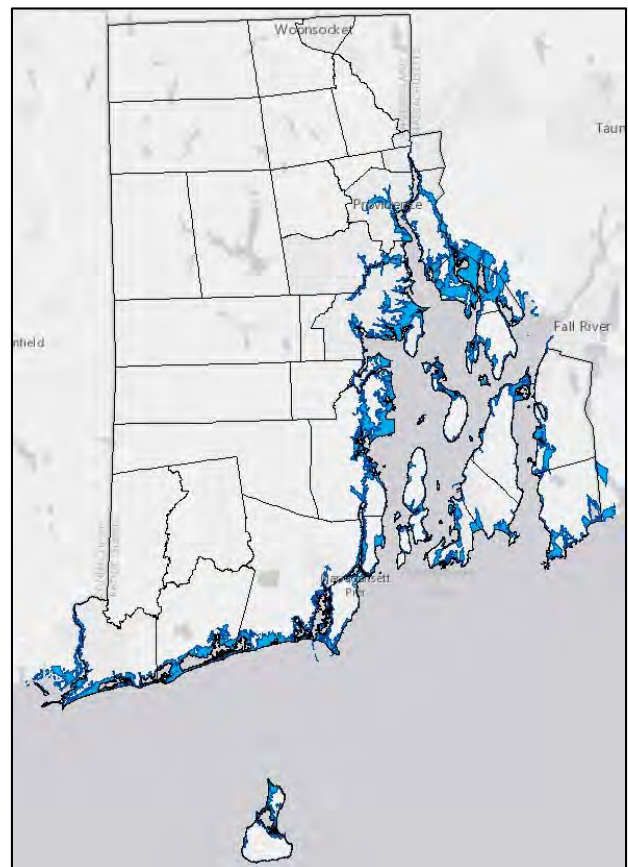 Woonsocket
Taun
Providence
Fall River
nfield
Narragansett
Pier